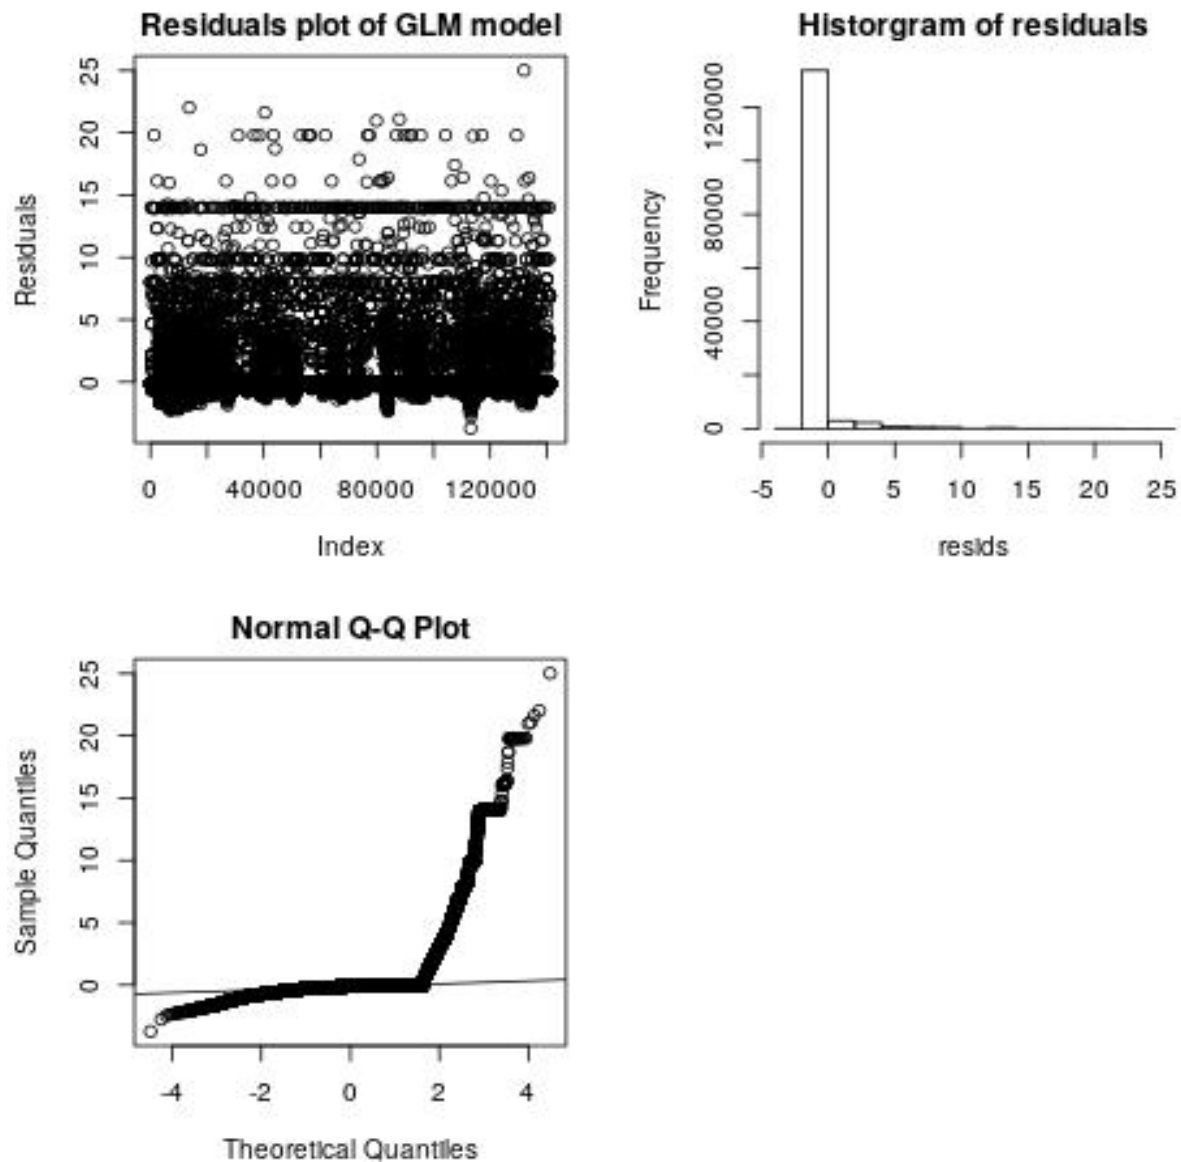 Residuals plot of GLM model
25
20
15
10
5
0
Residuals
0 40000 80000 120000
Index
Historgram of residuals
120000
80000
40000
0
Frequency
-5 0 5 10 15 20 25
resids
Normal Q-Q Plot
25
20
15
10
5
0
Sample Quantiles
-4 -2 0 2 4
Theoretical Quantiles